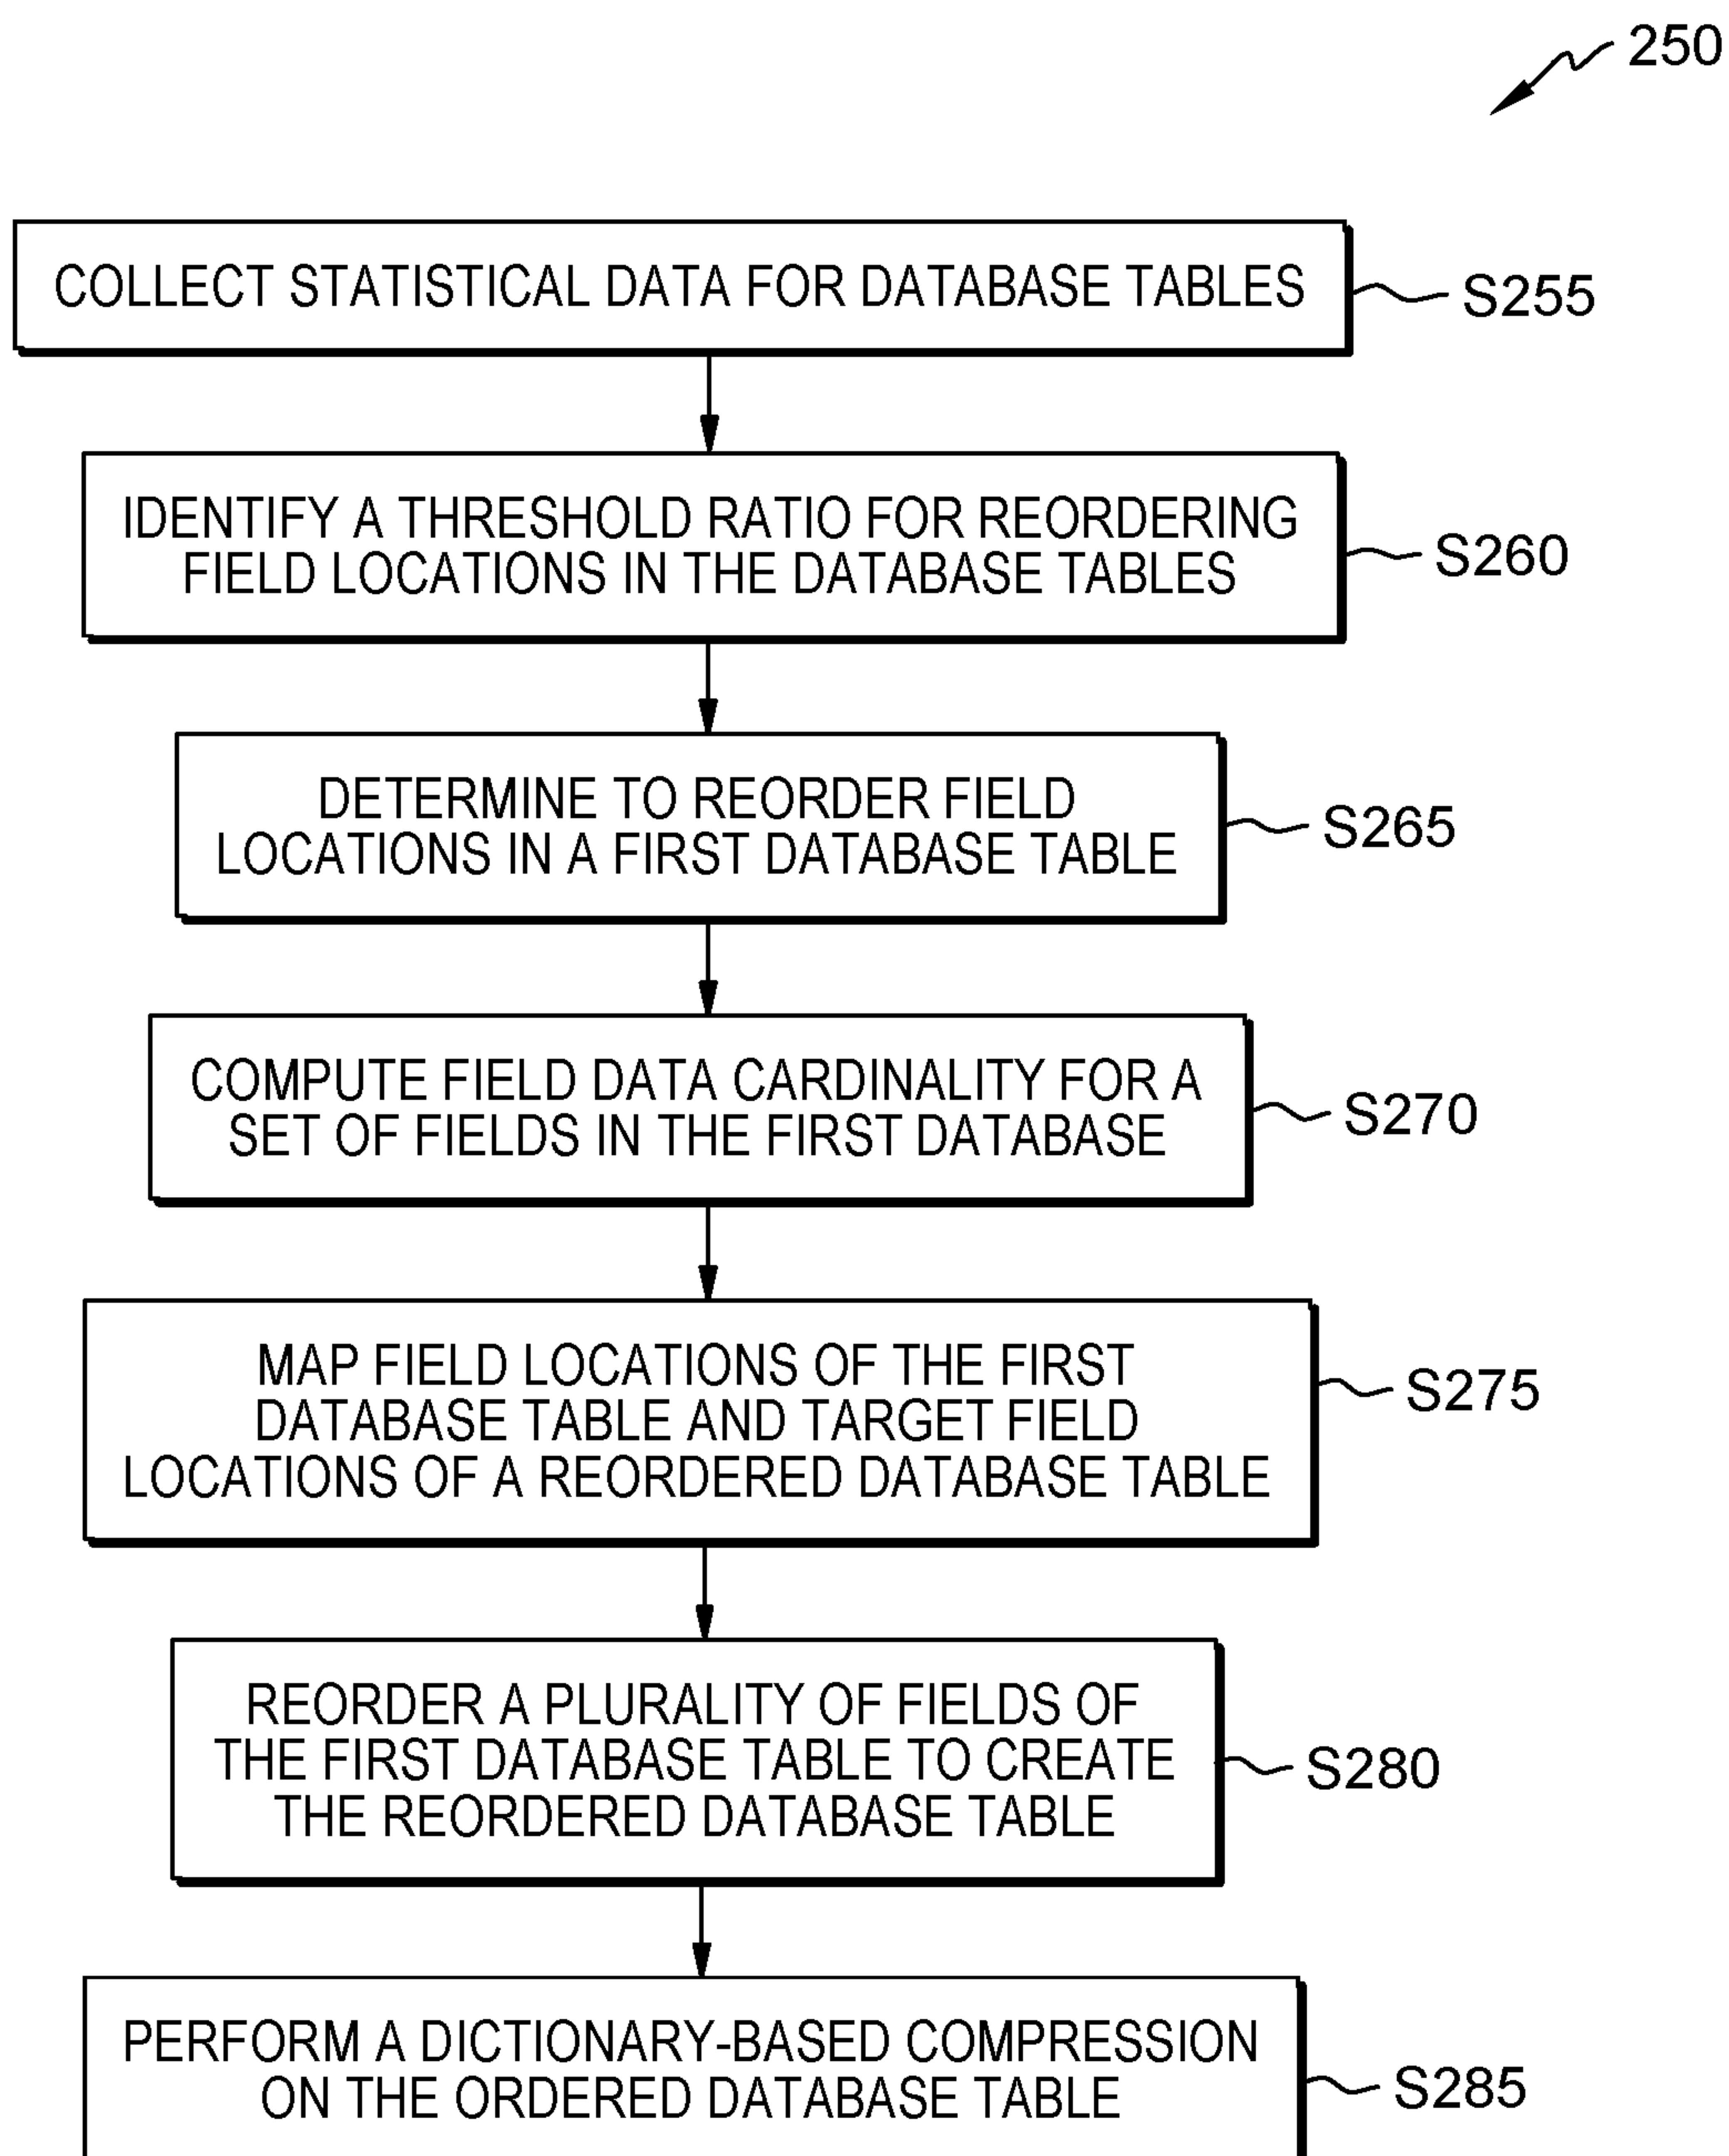 250
COLLECT STATISTICAL DATA FOR DATABASE TABLES
S255
IDENTIFY A THRESHOLD RATIO FOR REORDERING
FIELD LOCATIONS IN THE DATABASE TABLES
S260
DETERMINE TO REORDER FIELD
LOCATIONS IN A FIRST DATABASE TABLE
S265
COMPUTE FIELD DATA CARDINALITY FOR A
SET OF FIELDS IN THE FIRST DATABASE
S270
MAP FIELD LOCATIONS OF THE FIRST
DATABASE TABLE AND TARGET FIELD
LOCATIONS OF A REORDERED DATABASE TABLE
S275
REORDER A PLURALITY OF FIELDS OF
THE FIRST DATABASE TABLE TO CREATE
THE REORDERED DATABASE TABLE
S280
PERFORM A DICTIONARY-BASED COMPRESSION
ON THE ORDERED DATABASE TABLE
S285